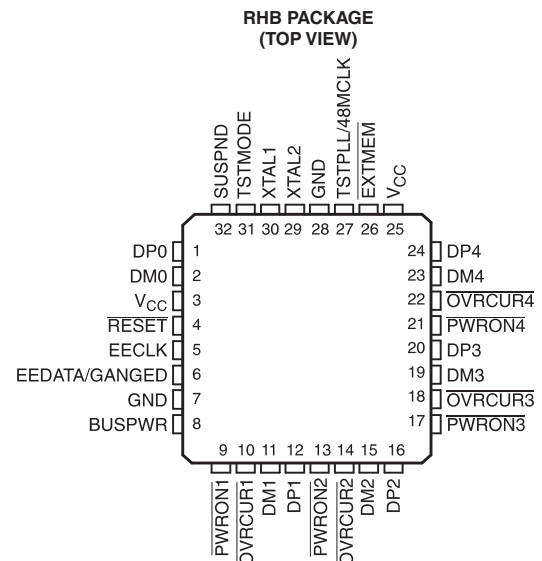 RHB PACKAGE
(TOP VIEW)
SUSPND
TSTMODE
XTAL1
XTAL2
GND
TSTPLL/48MCLK
EXTMEM
VCC
32 31 30 29 28 27 26 25
DP0 1
DM0 2
VCC 3
RESET 4
EECLK 5
EEDATA/GANGED 6
GND 7
BUSPWR 8
24 DP4
23 DM4
22 OVRCUR4
21 PWRON4
20 DP3
19 DM3
18 OVRCUR3
17 PWRON3
9 10 11 12 13 14 15 16
PWRON1
OVRCUR1
DM1
DP1
PWRON2
OVRCUR2
DM2
DP2